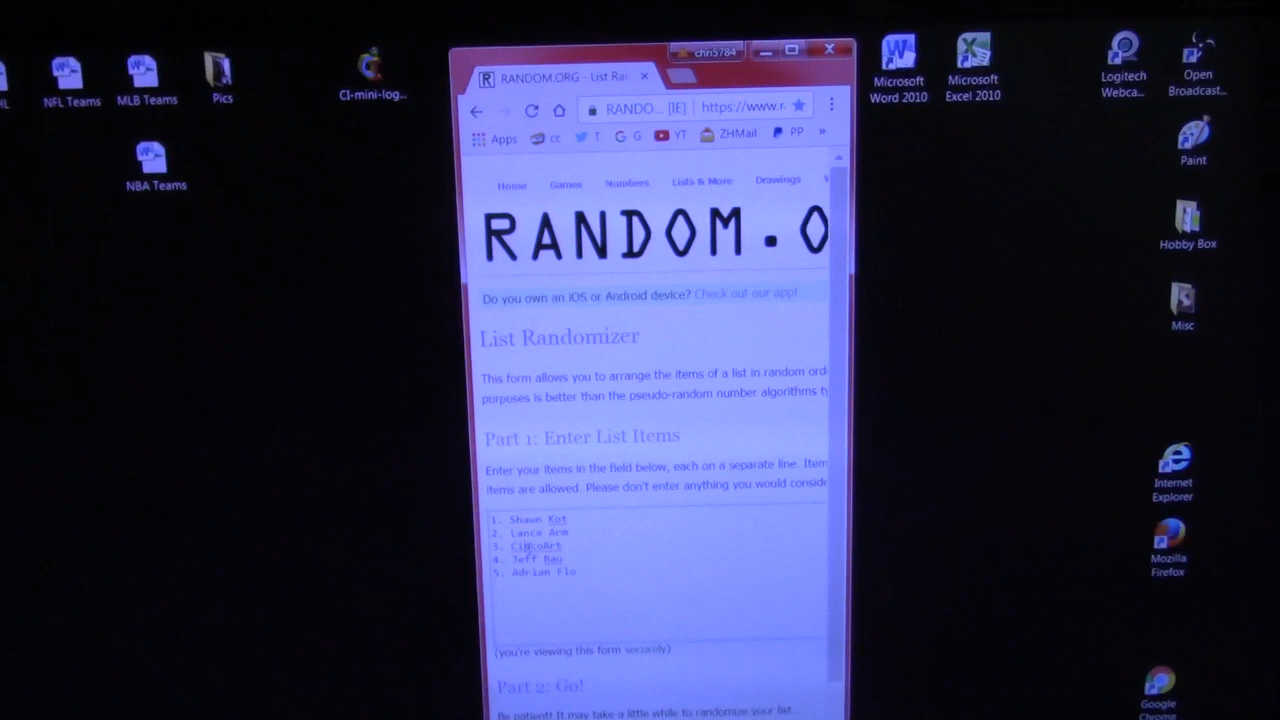 HL
NFL Teams
MLB Teams
Pics
CI-mini-log...
NBA Teams
chri5784
RANDOM.ORG - List Ran
RANDO... [IE] https://www.r
Apps cc T G YT ZHMail PP »
Home Games Numbers Lists & More Drawings
RANDOM.O
Do you own an iOS or Android device? Check out our app!
List Randomizer
This form allows you to arrange the items of a list in random ord
purposes is better than the pseudo-random number algorithms ty
Part 1: Enter List Items
Enter your items in the field below, each on a separate line. Item
items are allowed. Please don't enter anything you would conside
1. Shawn Kot
2. Lance Arm
3. CincoArt
4. Jeff Bau
5. Adrian Flo
(you're viewing this form securely)
Part 2: Go!
Be patient! It may take a little while to randomize your list...
Microsoft
Word 2010
Microsoft
Excel 2010
Logitech
Webca...
Open
Broadcast...
Paint
Hobby Box
Misc
Internet
Explorer
Mozilla
Firefox
Google
Chrome